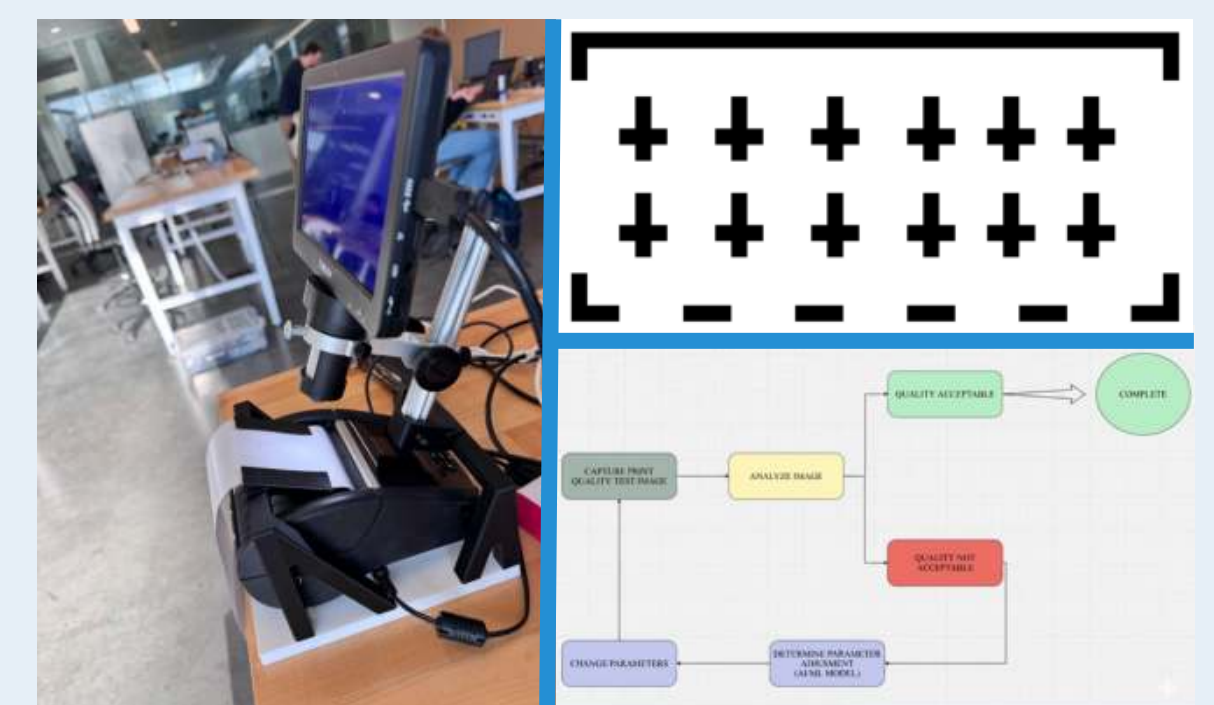 QUALITY ACCEPTABLE
COMPLETE
CAPTURE PRINT
QUALITY TEST IMAGE
ANALYZE IMAGE
QUALITY NOT
ACCEPTABLE
CHANGE PARAMETERS
DETERMINE PARAMETER
ADJUSMENT
(AI/ML MODEL)